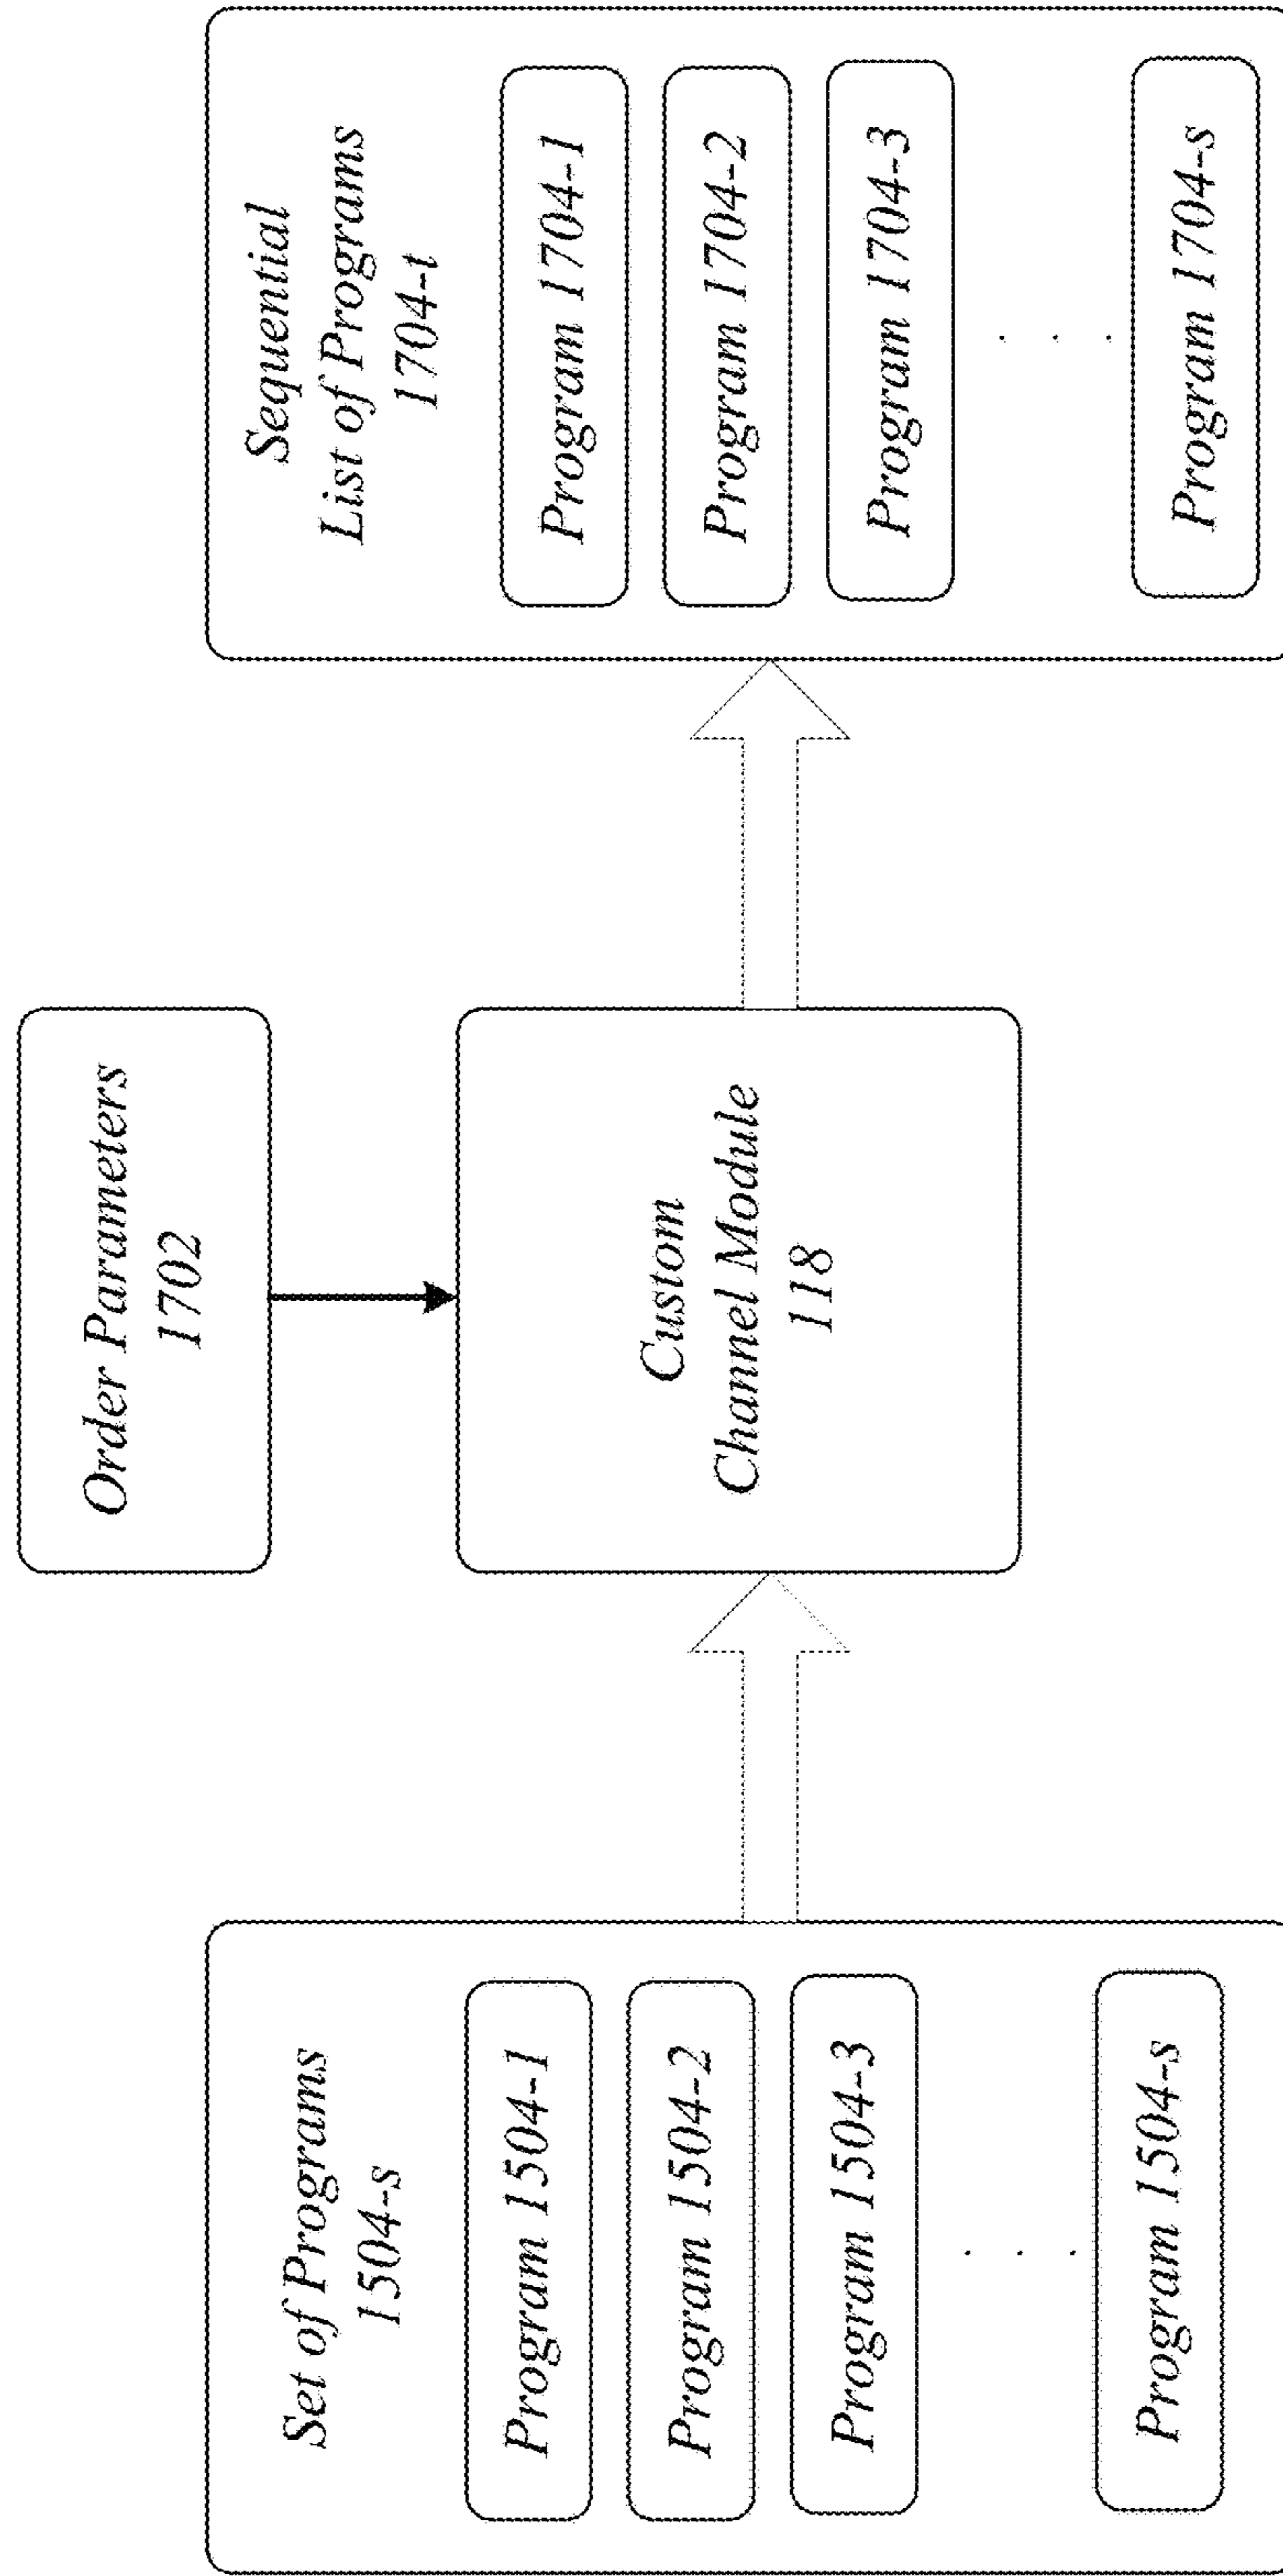 Order Parameters
1702
Set of Programs
1504-s
Program 1504-1
Program 1504-2
Program 1504-3
. . .
Program 1504-s
Custom
Channel Module
118
Sequential
List of Programs
1704-t
Program 1704-1
Program 1704-2
Program 1704-3
. . .
Program 1704-s